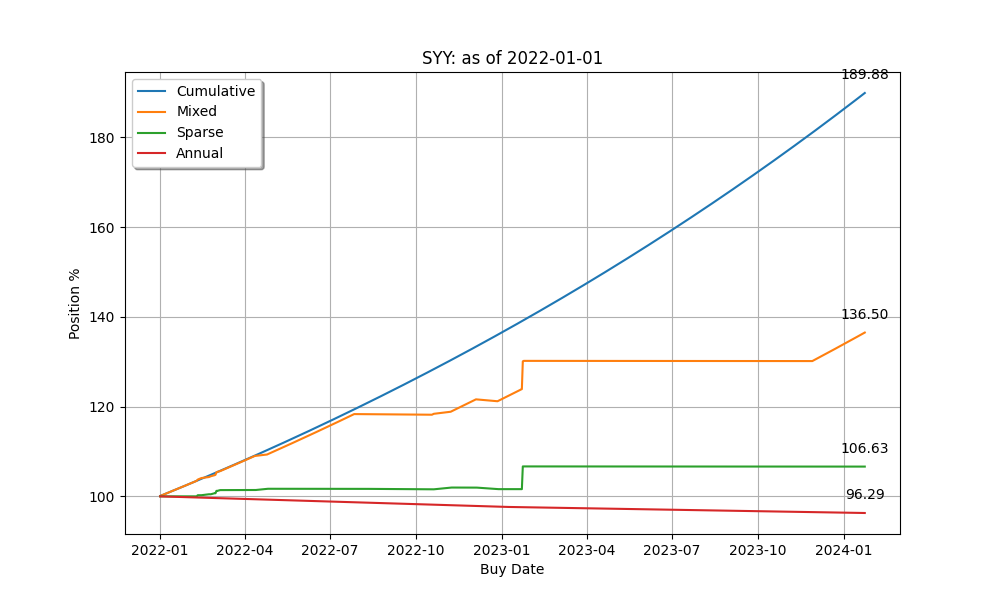 SYY: as of 2022-01-01
189.88
Cumulative
Mixed
Sparse
Annual
180
160
140
136.50
120
106.63
100
96.29
Position %
2022-01 2022-04 2022-07 2022-10 2023-01 2023-04 2023-07 2023-10 2024-01
Buy Date